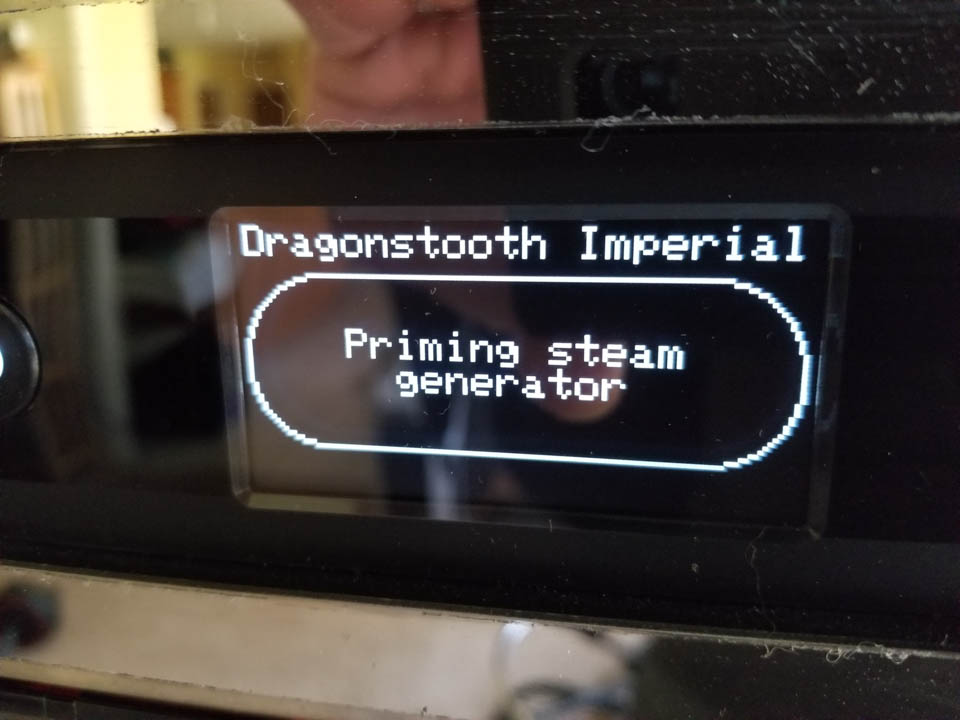 Dragonstooth Imperial
Priming steam
generator